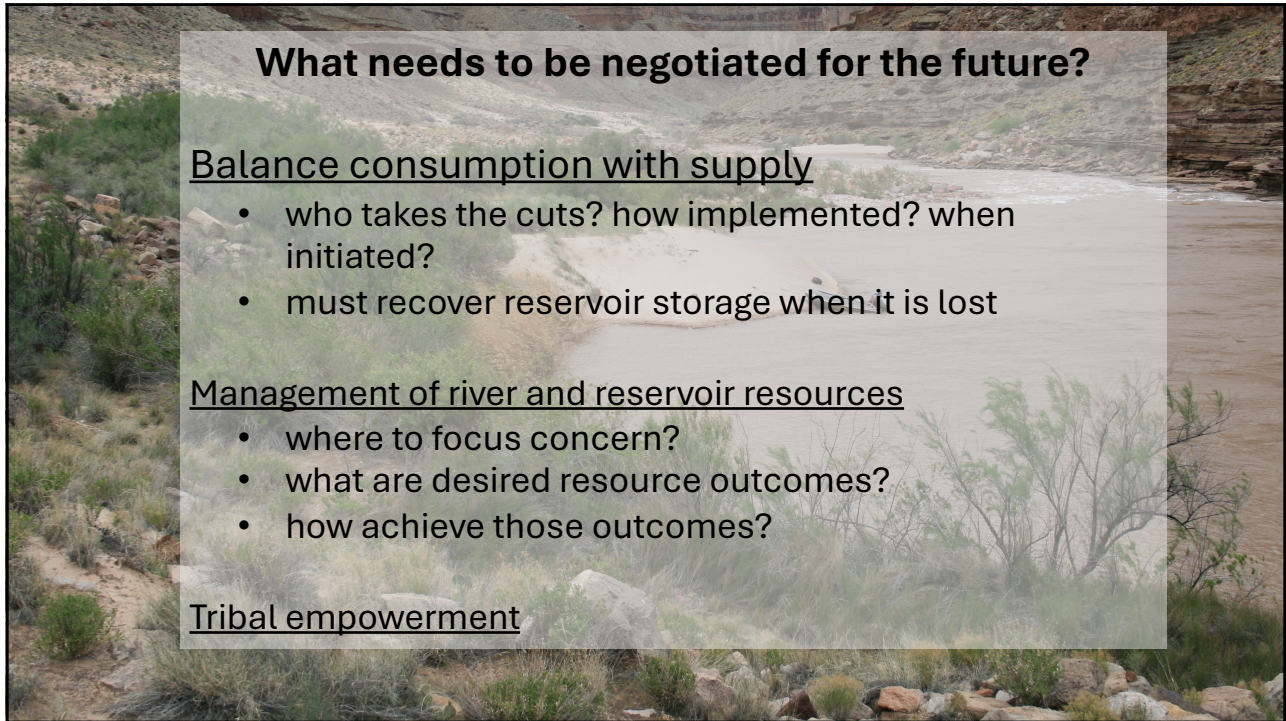 What needs to be negotiated for the future?
Balance consumption with supply
• who takes the cuts? how implemented? when
initiated?
• must recover reservoir storage when it is lost
Management of river and reservoir resources
• where to focus concern?
• what are desired resource outcomes?
• how achieve those outcomes?
Tribal empowerment